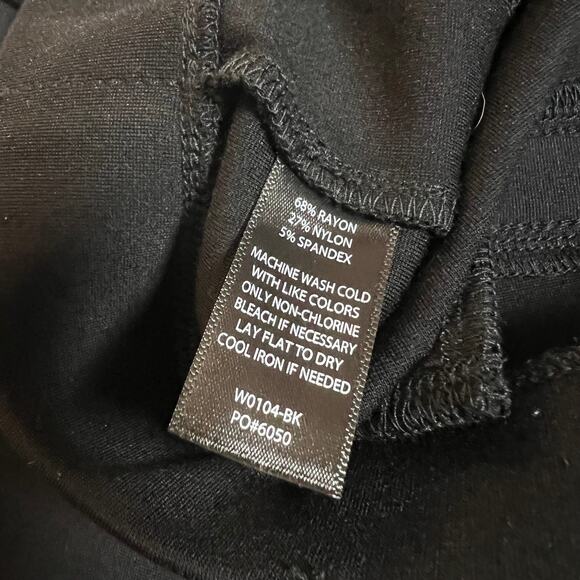 68% RAYON
27% NYLON
5% SPANDEX
MACHINE WASH COLD
WITH LIKE COLORS
ONLY NON-CHLORINE
BLEACH IF NECESSARY
LAY FLAT TO DRY
COOL IRON IF NEEDED
W0104-BK
PO#6050